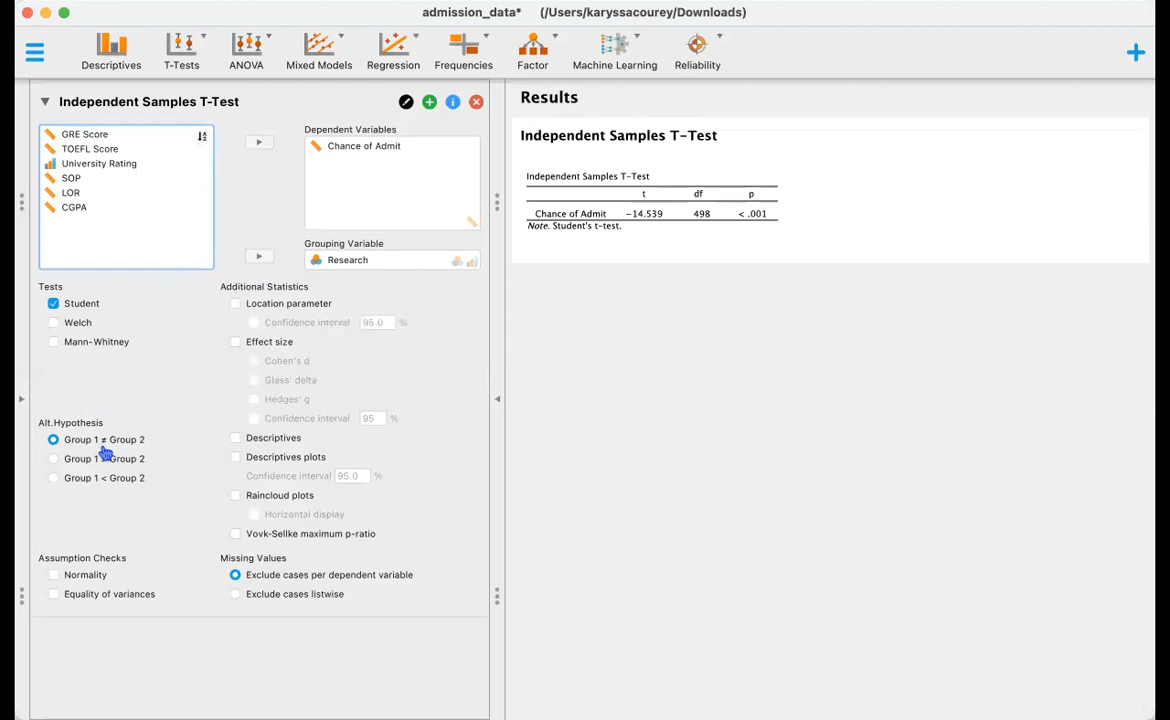 admission_data* (/Users/karyssacourey/Downloads)
Descriptives
T-Tests
ANOVA
Mixed Models
Regression
Frequencies
Factor
Machine Learning
Reliability
Independent Samples T-Test
GRE Score
TOEFL Score
University Rating
SOP
LOR
CGPA
Dependent Variables
Chance of Admit
Grouping Variable
Research
Tests
Student
Welch
Mann-Whitney
Alt.Hypothesis
Group 1 ≠ Group 2
Group 1 Group 2
Group 1 < Group 2
Assumption Checks
Normality
Equality of variances
Additional Statistics
Location parameter
Confidence interval 95.0 %
Effect size
Cohen's d
Glass' delta
Hedges' g
Confidence interval 95 %
Descriptives
Descriptives plots
Confidence interval 95.0 %
Raincloud plots
Horizontal display
Vovk-Sellke maximum p-ratio
Missing Values
Exclude cases per dependent variable
Exclude cases listwise
Results
Independent Samples T-Test
Independent Samples T-Test
t df p
Chance of Admit −14.539 498 < .001
Note. Student's t-test.